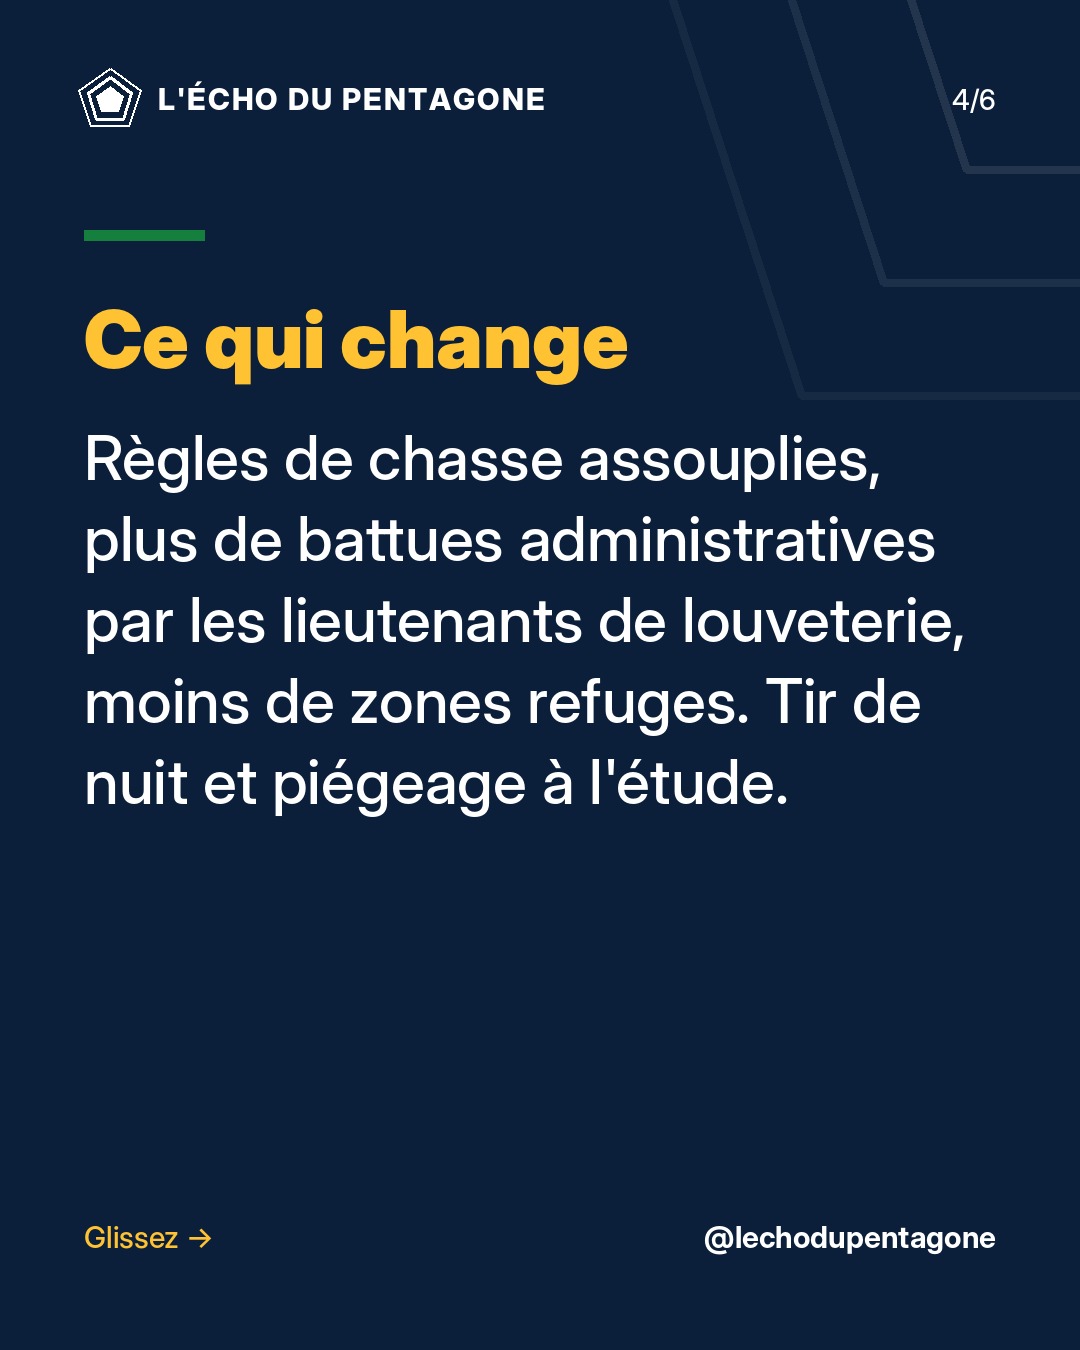 L'ÉCHO DU PENTAGONE
4/6
Ce qui change
Règles de chasse assouplies,
plus de battues administratives
par les lieutenants de louveterie,
moins de zones refuges. Tir de
nuit et piégeage à l'étude.
Glissez →
@lechodupentagone